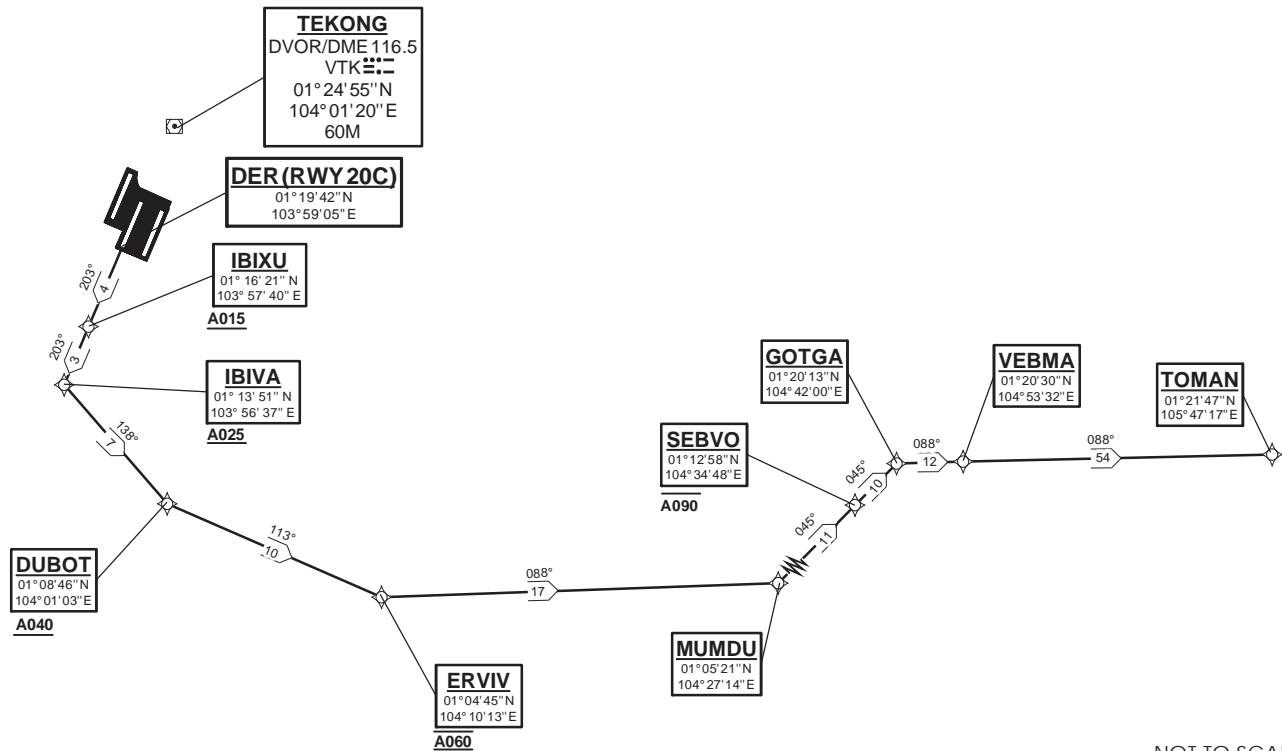 TEKONG
DVOR/DME 116.5
VTK
01° 24' 55'' N
104° 01' 20'' E
60M
DER (RWY 20C)
01° 19' 42'' N
103° 59' 05'' E
203°
4
IBIXU
01° 16' 21'' N
103° 57' 40'' E
A015
203°
3
IBIVA
01° 13' 51'' N
103° 56' 37'' E
A025
138°
7
DUBOT
01° 08' 46'' N
104° 01' 03'' E
A040
113°
10
ERVIV
01° 04' 45'' N
104° 10' 13'' E
A060
088°
17
MUMDU
01° 05' 21'' N
104° 27' 14'' E
045°
11
SEBVO
01° 12' 58'' N
104° 34' 48'' E
A090
045°
10
GOTGA
01° 20' 13'' N
104° 42' 00'' E
088°
12
VEBMA
01° 20' 30'' N
104° 53' 32'' E
088°
54
TOMAN
01° 21' 47'' N
105° 47' 17'' E